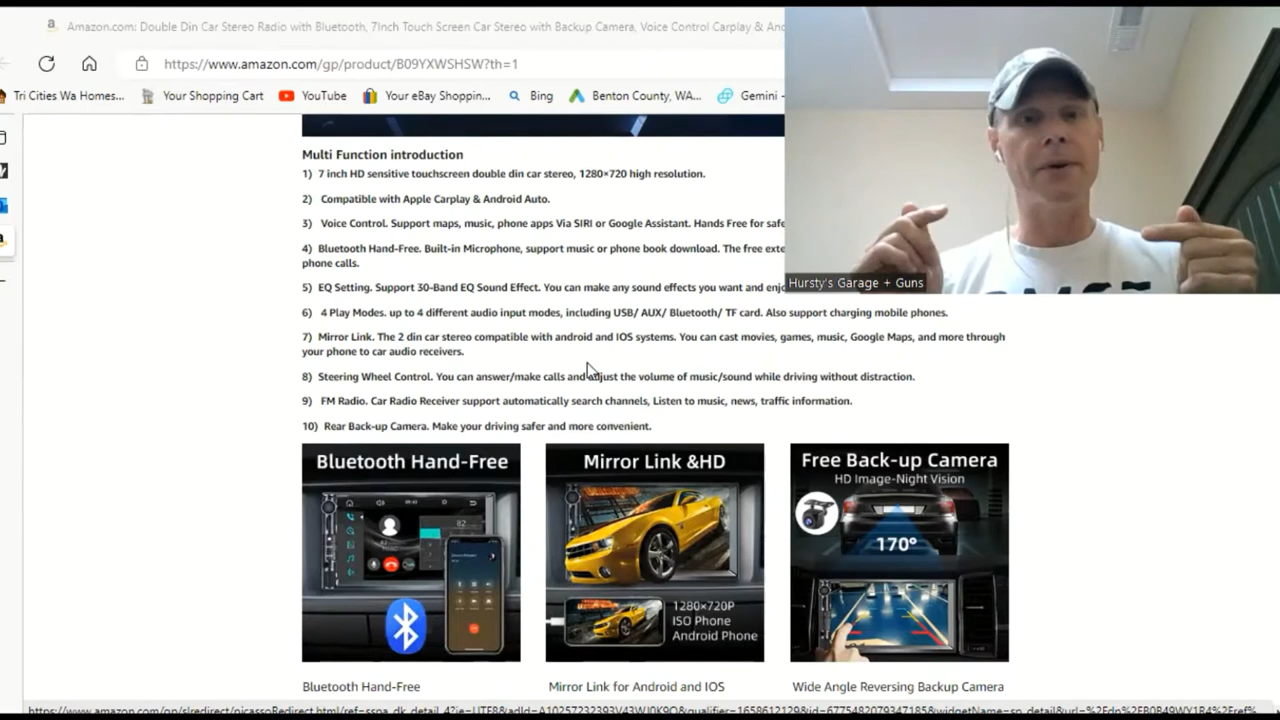 Amazon.com: Double Din Car Stereo Radio with Bluetooth, 7Inch Touch Screen Car Stereo with Backup Camera, Voice Control Carplay & And
https://www.amazon.com/gp/product/B09YXWSHSW?th=1
Tri Cities Wa Homes... Your Shopping Cart YouTube Your eBay Shoppin... Bing Benton County, WA... Gemini -
Multi Function introduction
1) 7 inch HD sensitive touchscreen double din car stereo, 1280×720 high resolution.
2) Compatible with Apple Carplay & Android Auto.
3) Voice Control. Support maps, music, phone apps Via SIRI or Google Assistant. Hands Free for safe
4) Bluetooth Hand-Free. Built-in Microphone, support music or phone book download. The free exte
phone calls.
5) EQ Setting. Support 30-Band EQ Sound Effect. You can make any sound effects you want and enj
Hursty's Garage + Guns
6) 4 Play Modes. up to 4 different audio input modes, including USB/ AUX/ Bluetooth/ TF card. Also support charging mobile phones.
7) Mirror Link. The 2 din car stereo compatible with android and IOS systems. You can cast movies, games, music, Google Maps, and more through
your phone to car audio receivers.
8) Steering Wheel Control. You can answer/make calls and adjust the volume of music/sound while driving without distraction.
9) FM Radio. Car Radio Receiver support automatically search channels, Listen to music, news, traffic information.
10) Rear Back-up Camera. Make your driving safer and more convenient.
Bluetooth Hand-Free
Mirror Link &HD
1280×720P
ISO Phone
Android Phone
Free Back-up Camera
HD Image-Night Vision
170°
Bluetooth Hand-Free
Mirror Link for Android and IOS
Wide Angle Reversing Backup Camera